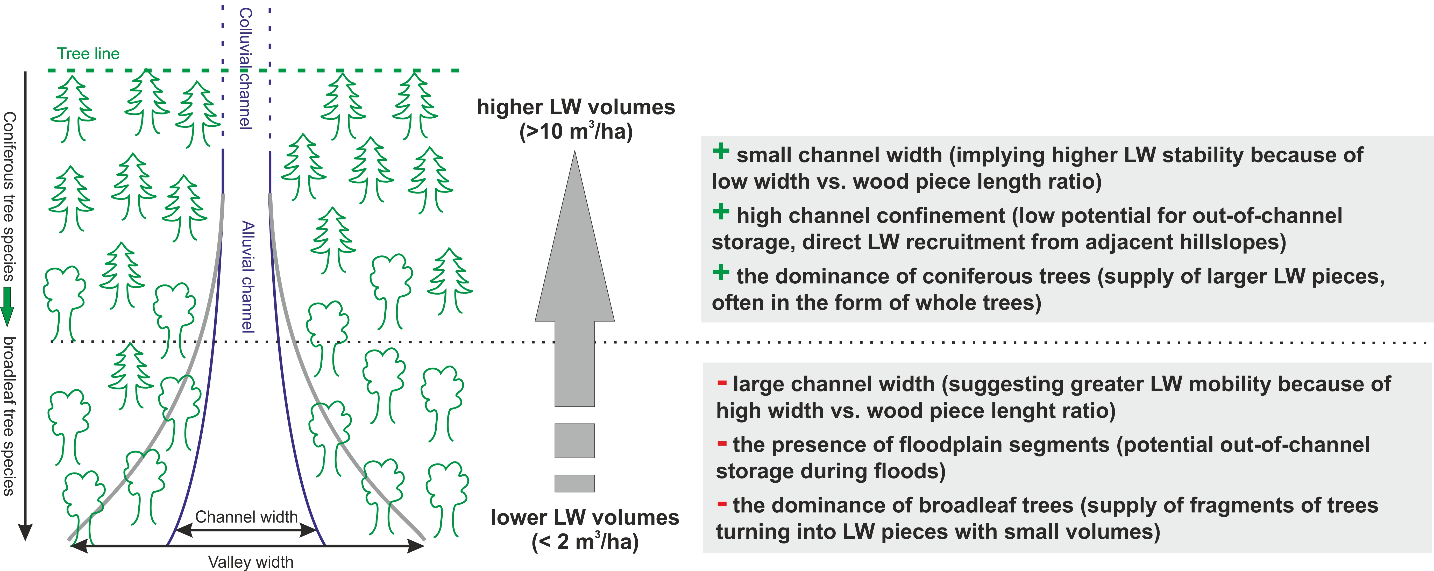 Tree line
Colluvial channel
Alluvial channel
Coniferous tree species
broadleaf tree species
Channel width
Valley width
higher LW volumes
(>10 m³/ha)
lower LW volumes
(< 2 m³/ha)
+ small channel width (implying higher LW stability because of
low width vs. wood piece length ratio)
+ high channel confinement (low potential for out-of-channel
storage, direct LW recruitment from adjacent hillslopes)
+ the dominance of coniferous trees (supply of larger LW pieces,
often in the form of whole trees)
- large channel width (suggesting greater LW mobility because of
high width vs. wood piece lenght ratio)
- the presence of floodplain segments (potential out-of-channel
storage during floods)
- the dominance of broadleaf trees (supply of fragments of trees
turning into LW pieces with small volumes)